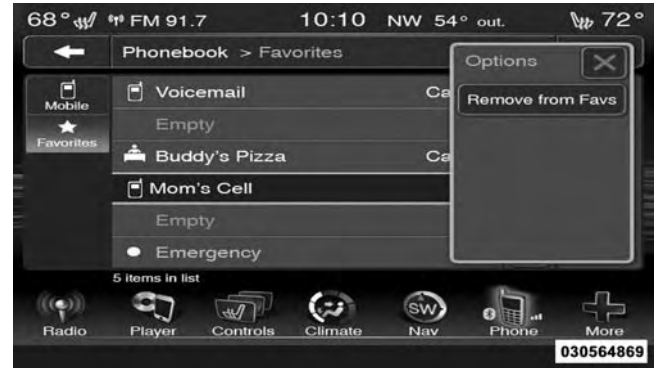 68° FM 91.7 10:10 NW 54° out. 72°
Phonebook > Favorites
Options
Mobile
Favorites
Voicemail Ca
Remove from Favs
Empty
Buddy's Pizza Ca
Mom's Cell
Empty
Emergency
5 items in list
SW
Radio Player Controls Climate Nav Phone More
030564869